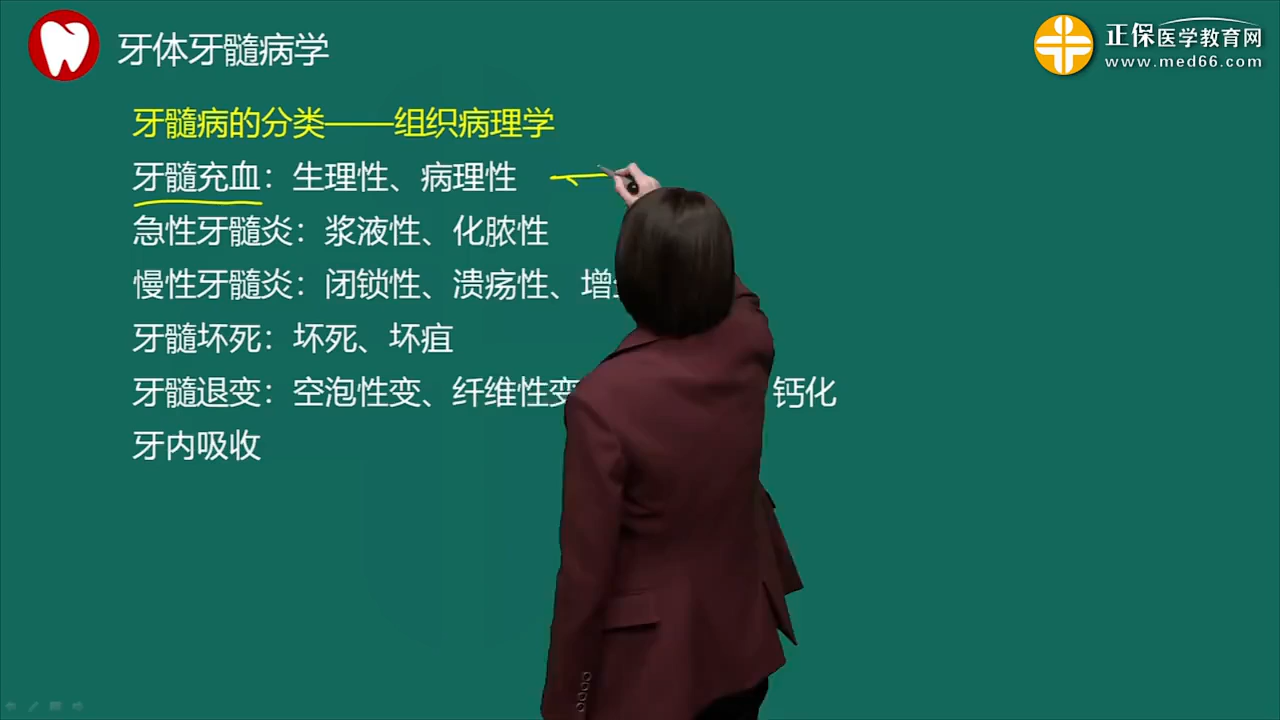 牙体牙髓病学
正保医学教育网
www.med66.com
牙髓病的分类——组织病理学
牙髓充血：生理性、病理性
急性牙髓炎：浆液性、化脓性
慢性牙髓炎：闭锁性、溃疡性、增
牙髓坏死：坏死、坏疽
牙髓退变：空泡性变、纤维性变 钙化
牙内吸收